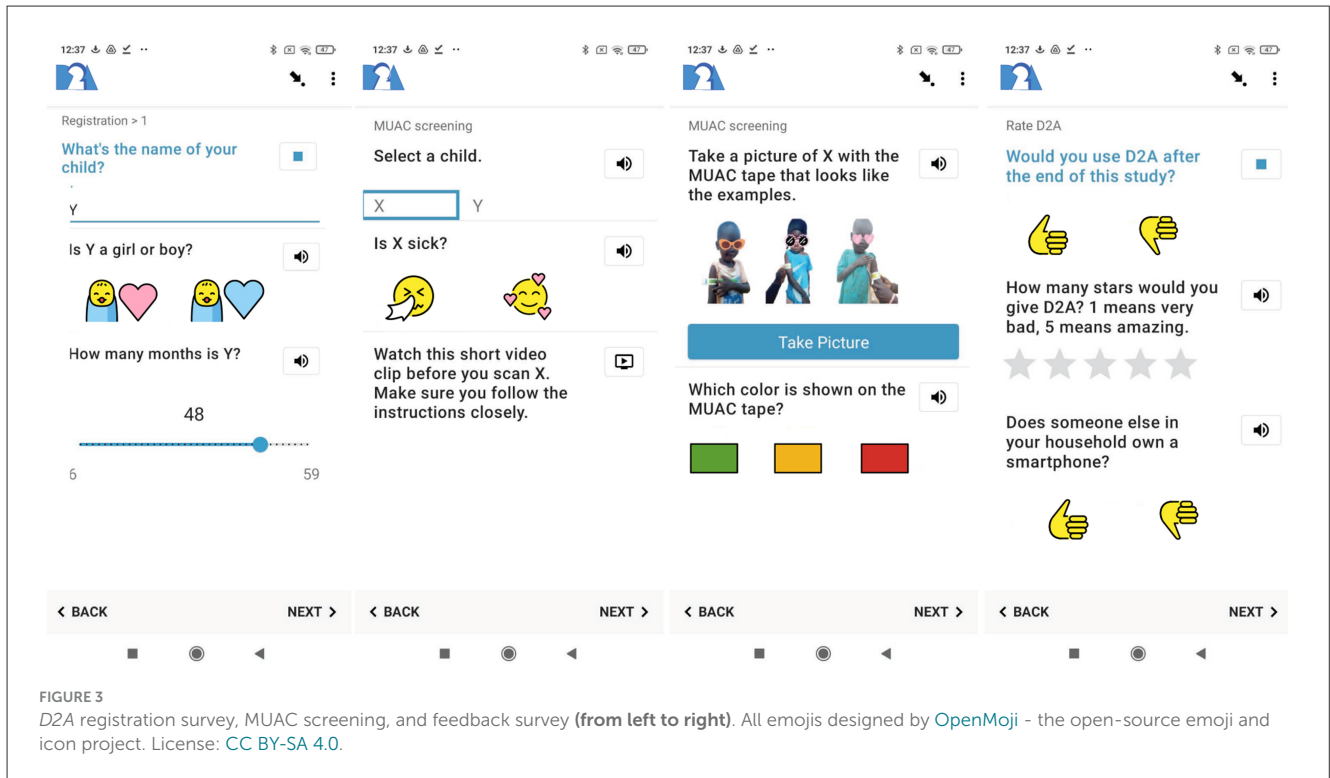 12:37
47
Registration > 1
What's the name of your
child?
Y
Is Y a girl or boy?
How many months is Y?
48
6
59
< BACK
NEXT >
12:37
47
MUAC screening
Select a child.
X
Y
Is X sick?
Watch this short video
clip before you scan X.
Make sure you follow the
instructions closely.
< BACK
NEXT >
12:37
47
MUAC screening
Take a picture of X with the
MUAC tape that looks like
the examples.
Take Picture
Which color is shown on the
MUAC tape?
< BACK
NEXT >
12:37
47
Rate D2A
Would you use D2A after
the end of this study?
How many stars would you
give D2A? 1 means very
bad, 5 means amazing.
Does someone else in
your household own a
smartphone?
< BACK
NEXT >
FIGURE 3
D2A registration survey, MUAC screening, and feedback survey (from left to right). All emojis designed by OpenMoji - the open-source emoji and
icon project. License: CC BY-SA 4.0.